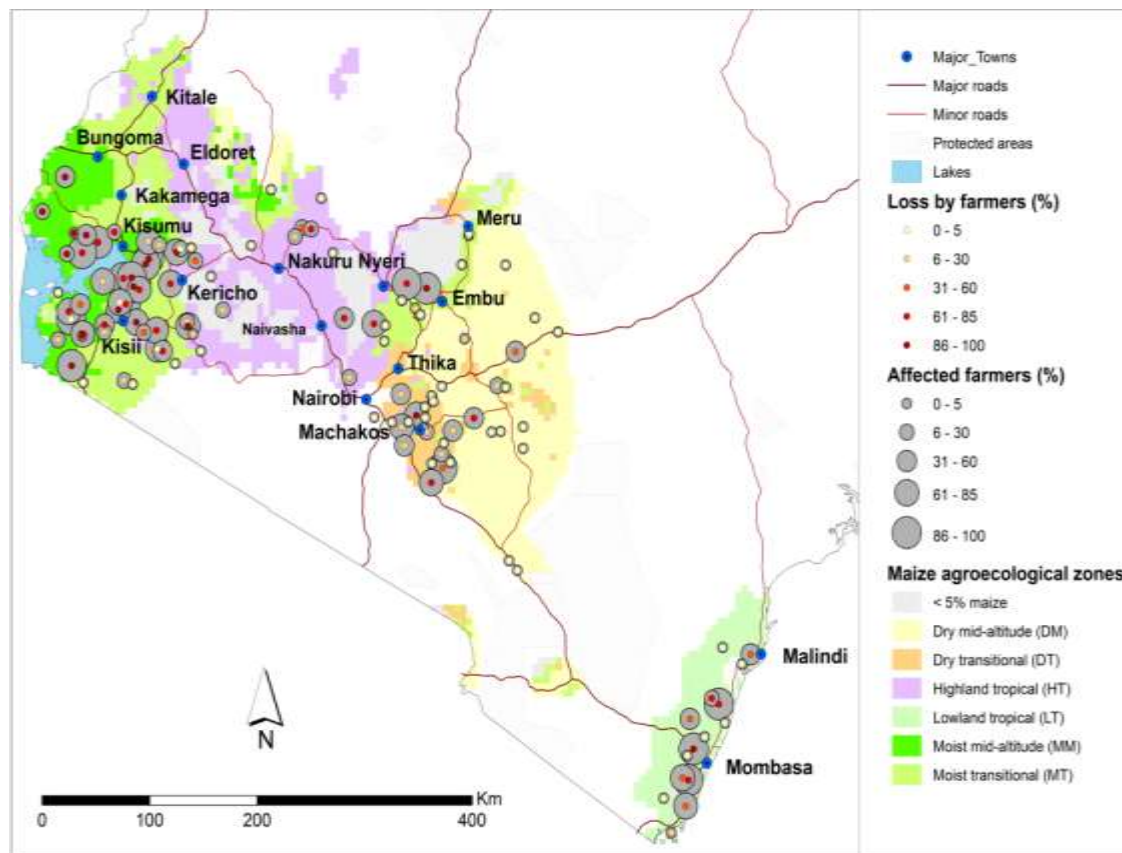 Kitale
Bungoma
Eldoret
Kakamega
Kisumu
Meru
Nakuru Nyeri
Kericho
Embu
Naivasha
Kisii
Thika
Nairobi
Machakos
Malindi
Mombasa
N
Km
0 100 200 400
Major_Towns
Major roads
Minor roads
Protected areas
Lakes
Loss by farmers (%)
0 - 5
6 - 30
31 - 60
61 - 85
86 - 100
Affected farmers (%)
0 - 5
6 - 30
31 - 60
61 - 85
86 - 100
Maize agroecological zones
< 5% maize
Dry mid-altitude (DM)
Dry transitional (DT)
Highland tropical (HT)
Lowland tropical (LT)
Moist mid-altitude (MM)
Moist transitional (MT)